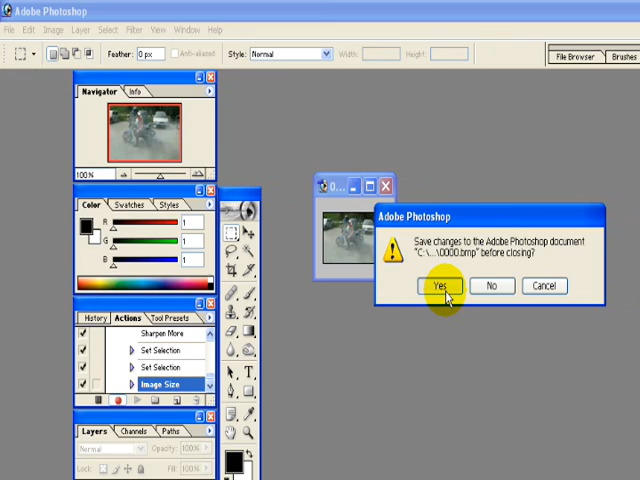 Adobe Photoshop
File Edit Image Layer Select Filter View Window Help
Feather: 0 px Anti-aliased Style: Normal Width: Height: File Browser Brushes
Navigator Info
100%
Color Swatches Styles
R 1
G 1
B 1
History Actions Tool Presets
Sharpen More
Set Selection
Set Selection
Image Size
Layers Channels Paths
Normal Opacity: 100%
Lock: Fill: 100%
0...
Adobe Photoshop
Save changes to the Adobe Photoshop document
"C:\...\0000.bmp" before closing?
Yes No Cancel
T